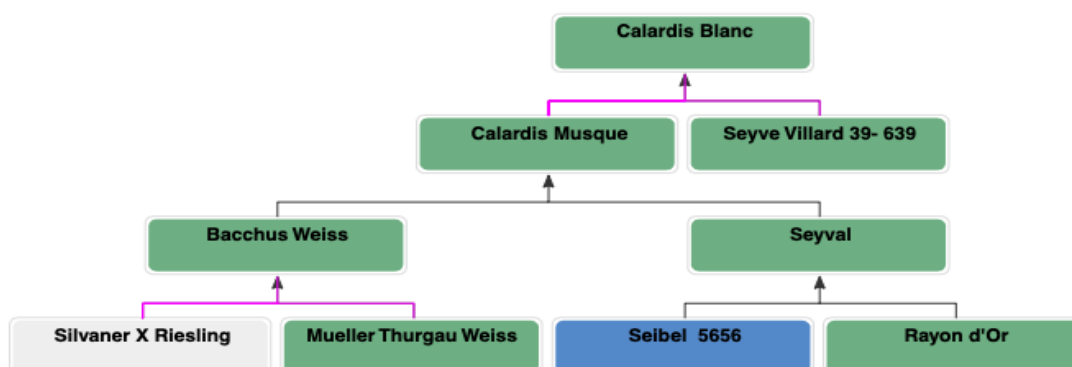 Calardis Blanc
Calardis Musque
Seyve Villard 39- 639
Bacchus Weiss
Seyval
Silvaner X Riesling
Mueller Thurgau Weiss
Seibel  5656
Rayon d'Or